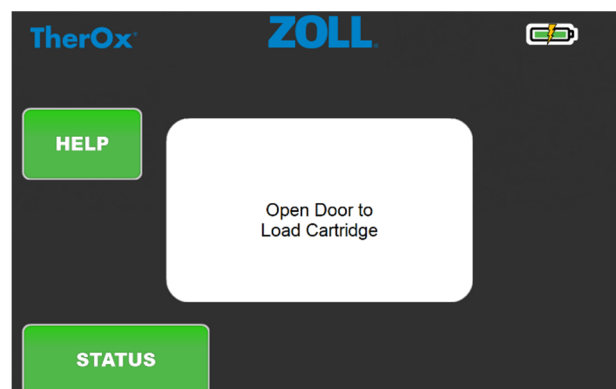 TherOx
ZOLL.
HELP
Open Door to
Load Cartridge
STATUS